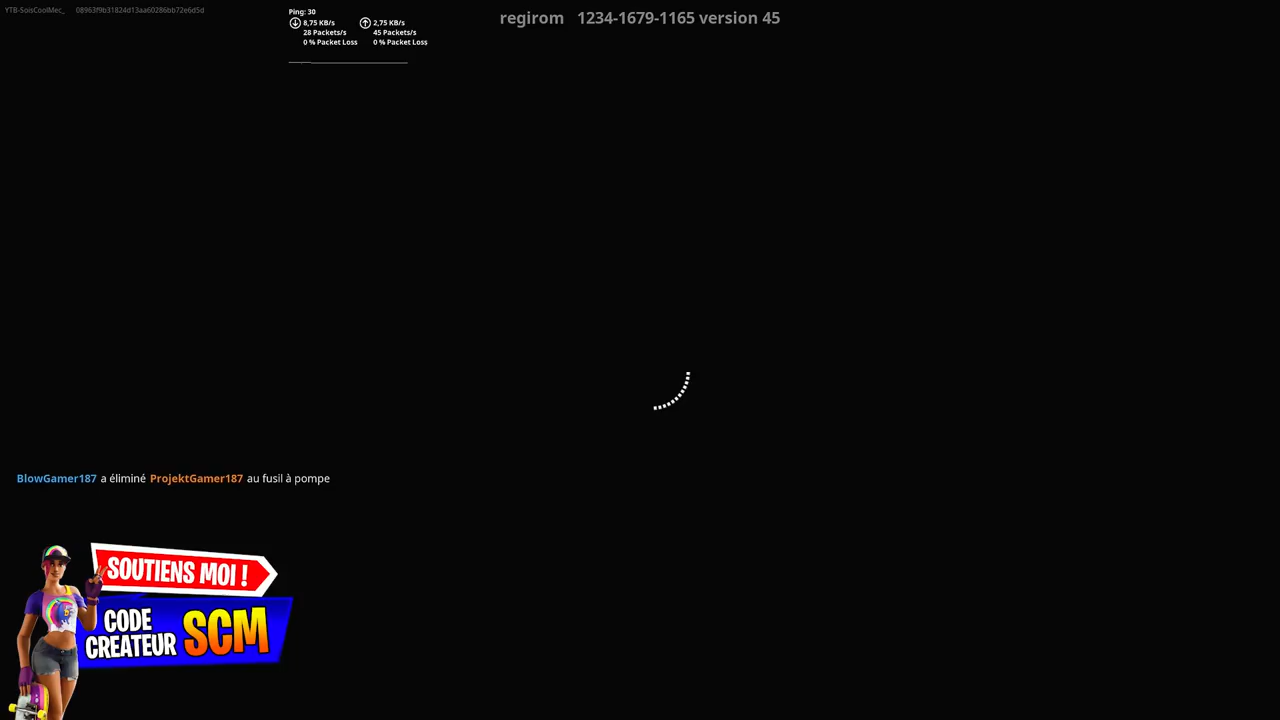 YTB-SoisCoolMec_ 08963f9b31824d13aa60286bb72e6d5d
Ping: 30
8,75 KB/s 2,75 KB/s
28 Packets/s 45 Packets/s
0 % Packet Loss 0 % Packet Loss
regirom 1234-1679-1165 version 45
BlowGamer187 a éliminé ProjektGamer187 au fusil à pompe
SOUTIENS MOI !
CODE
CREATEUR SCM